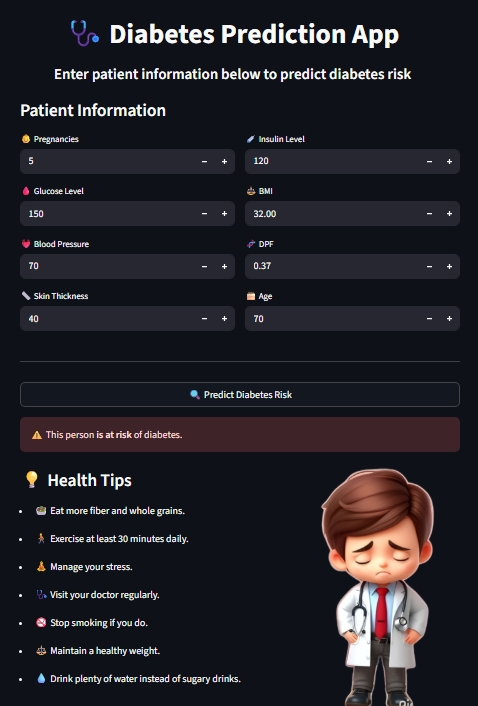 Diabetes Prediction App
Enter patient information below to predict diabetes risk
Patient Information
Pregnancies
5 − +
Insulin Level
120 − +
Glucose Level
150 − +
BMI
32.00 − +
Blood Pressure
70 − +
DPF
0.37 − +
Skin Thickness
40 − +
Age
70 − +
Predict Diabetes Risk
This person is at risk of diabetes.
Health Tips
Eat more fiber and whole grains.
Exercise at least 30 minutes daily.
Manage your stress.
Visit your doctor regularly.
Stop smoking if you do.
Maintain a healthy weight.
Drink plenty of water instead of sugary drinks.